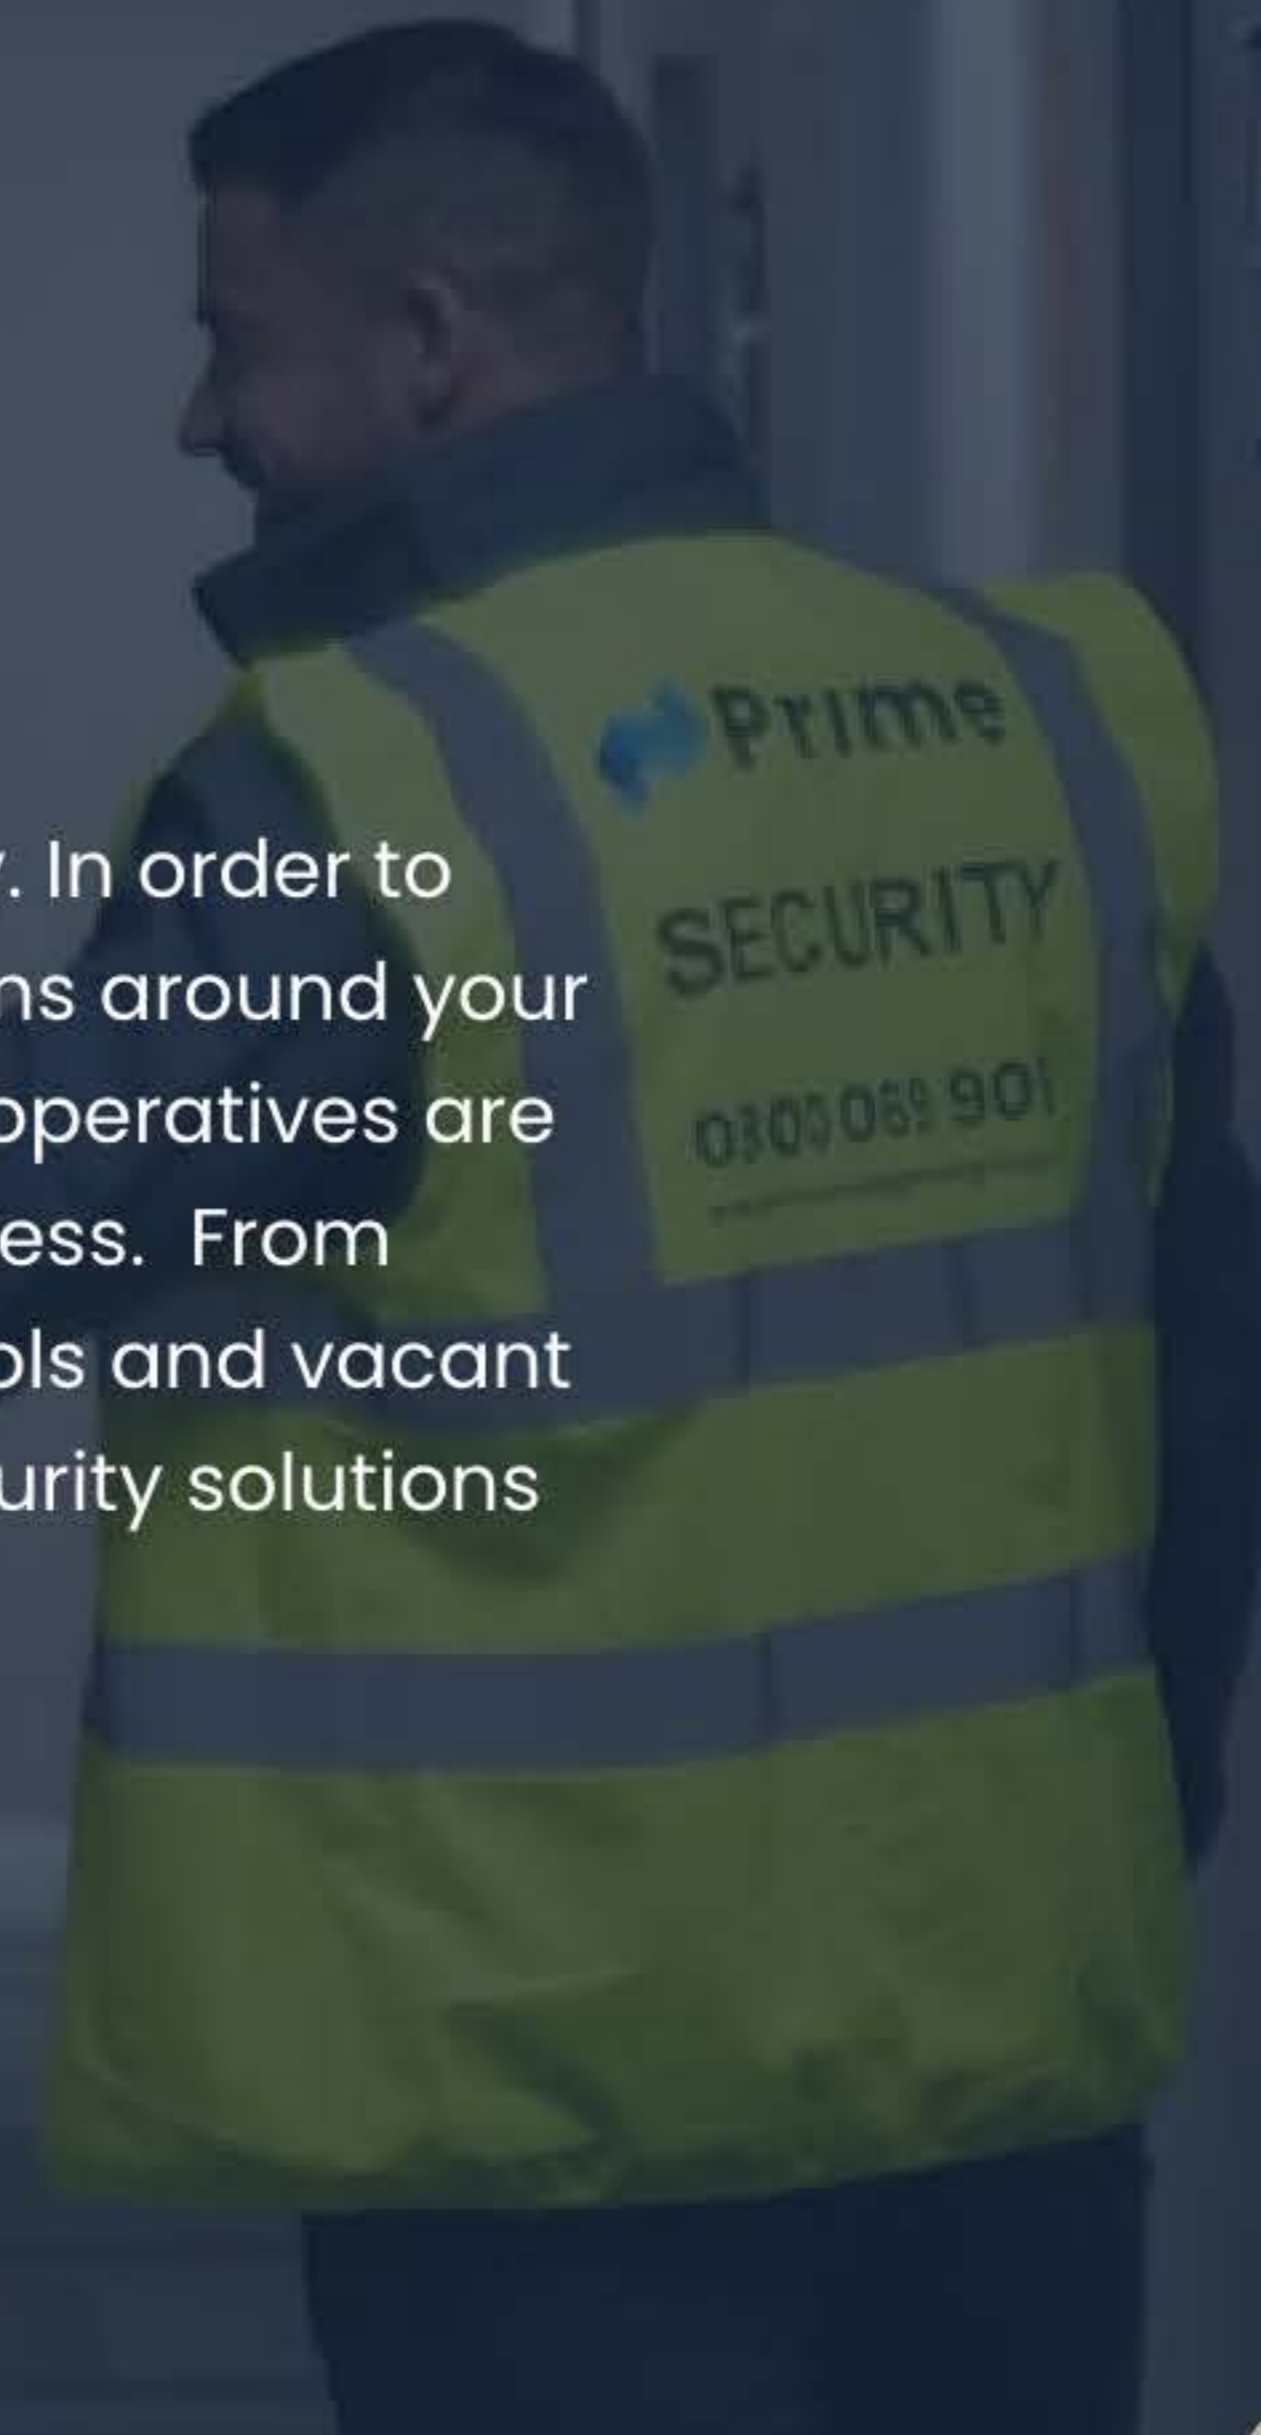 Prime
SECURITY
. In order to
ns around your
operatives are
ess. From
ols and vacant
urity solutions